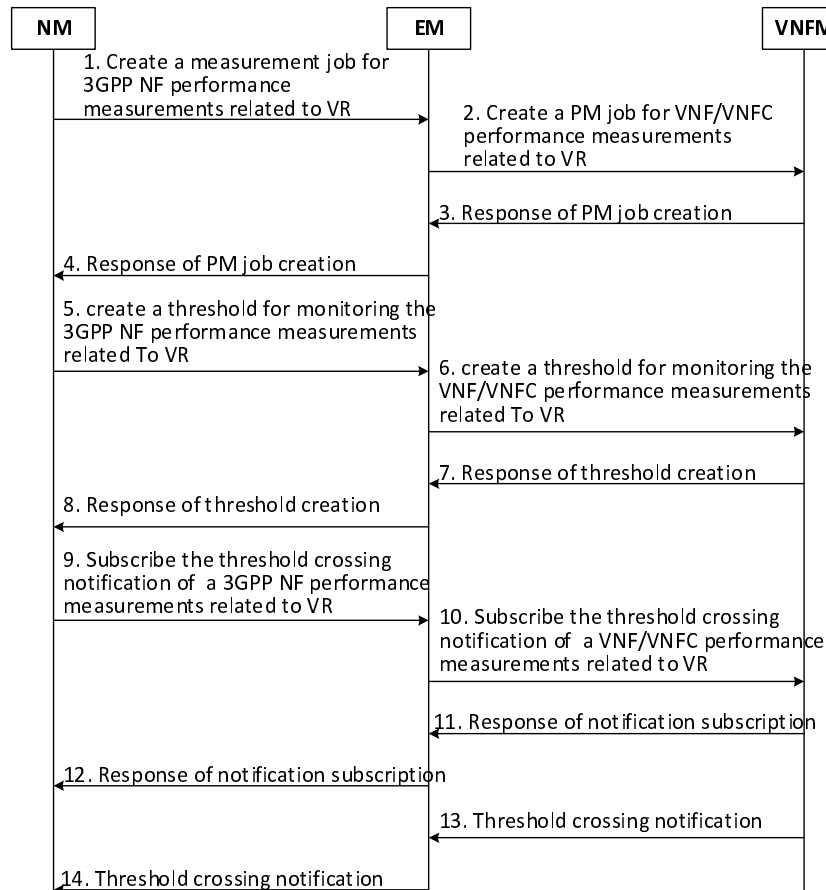 NM
EM
VNFM
1. Create a measurement job for
3GPP NF performance
measurements related to VR
2. Create a PM job for VNF/VNFC
performance measurements
related to VR
3. Response of PM job creation
4. Response of PM job creation
5. create a threshold for monitoring the
3GPP NF performance measurements
related To VR
6. create a threshold for monitoring the
VNF/VNFC performance measurements
related To VR
7. Response of threshold creation
8. Response of threshold creation
9. Subscribe the threshold crossing
notification of a 3GPP NF performance
measurements related to VR
10. Subscribe the threshold crossing
notification of a VNF/VNFC performance
measurements related to VR
11. Response of notification subscription
12. Response of notification subscription
13. Threshold crossing notification
14. Threshold crossing notification